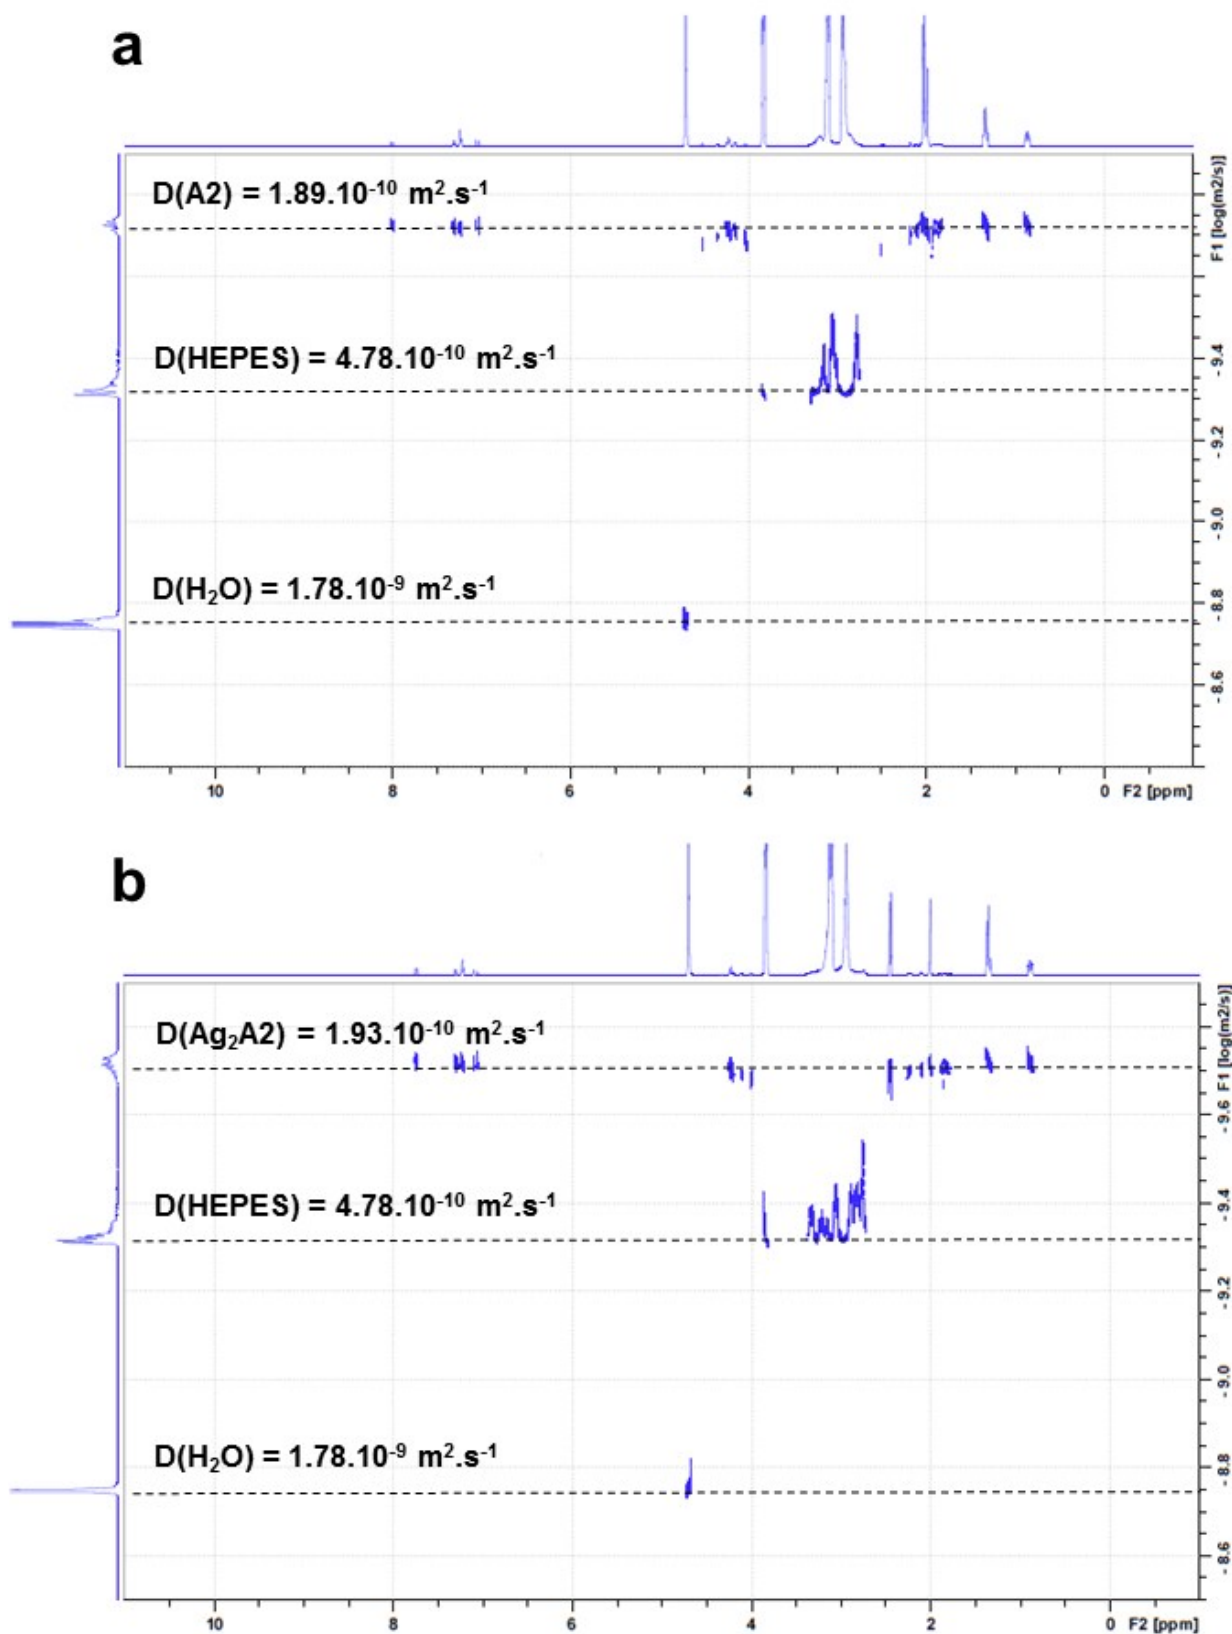 a
D(A2) = 1.89.10⁻¹⁰ m².s⁻¹
D(HEPES) = 4.78.10⁻¹⁰ m².s⁻¹
D(H₂O) = 1.78.10⁻⁹ m².s⁻¹
F1 [log(m2/s)]
- 9.4
- 9.2
- 9.0
- 8.8
- 8.6
10 8 6 4 2 0 F2 [ppm]
b
D(Ag₂A2) = 1.93.10⁻¹⁰ m².s⁻¹
D(HEPES) = 4.78.10⁻¹⁰ m².s⁻¹
D(H₂O) = 1.78.10⁻⁹ m².s⁻¹
F1 [log(m2/s)]
- 9.6
- 9.4
- 9.2
- 9.0
- 8.8
- 8.6
10 8 6 4 2 0 F2 [ppm]